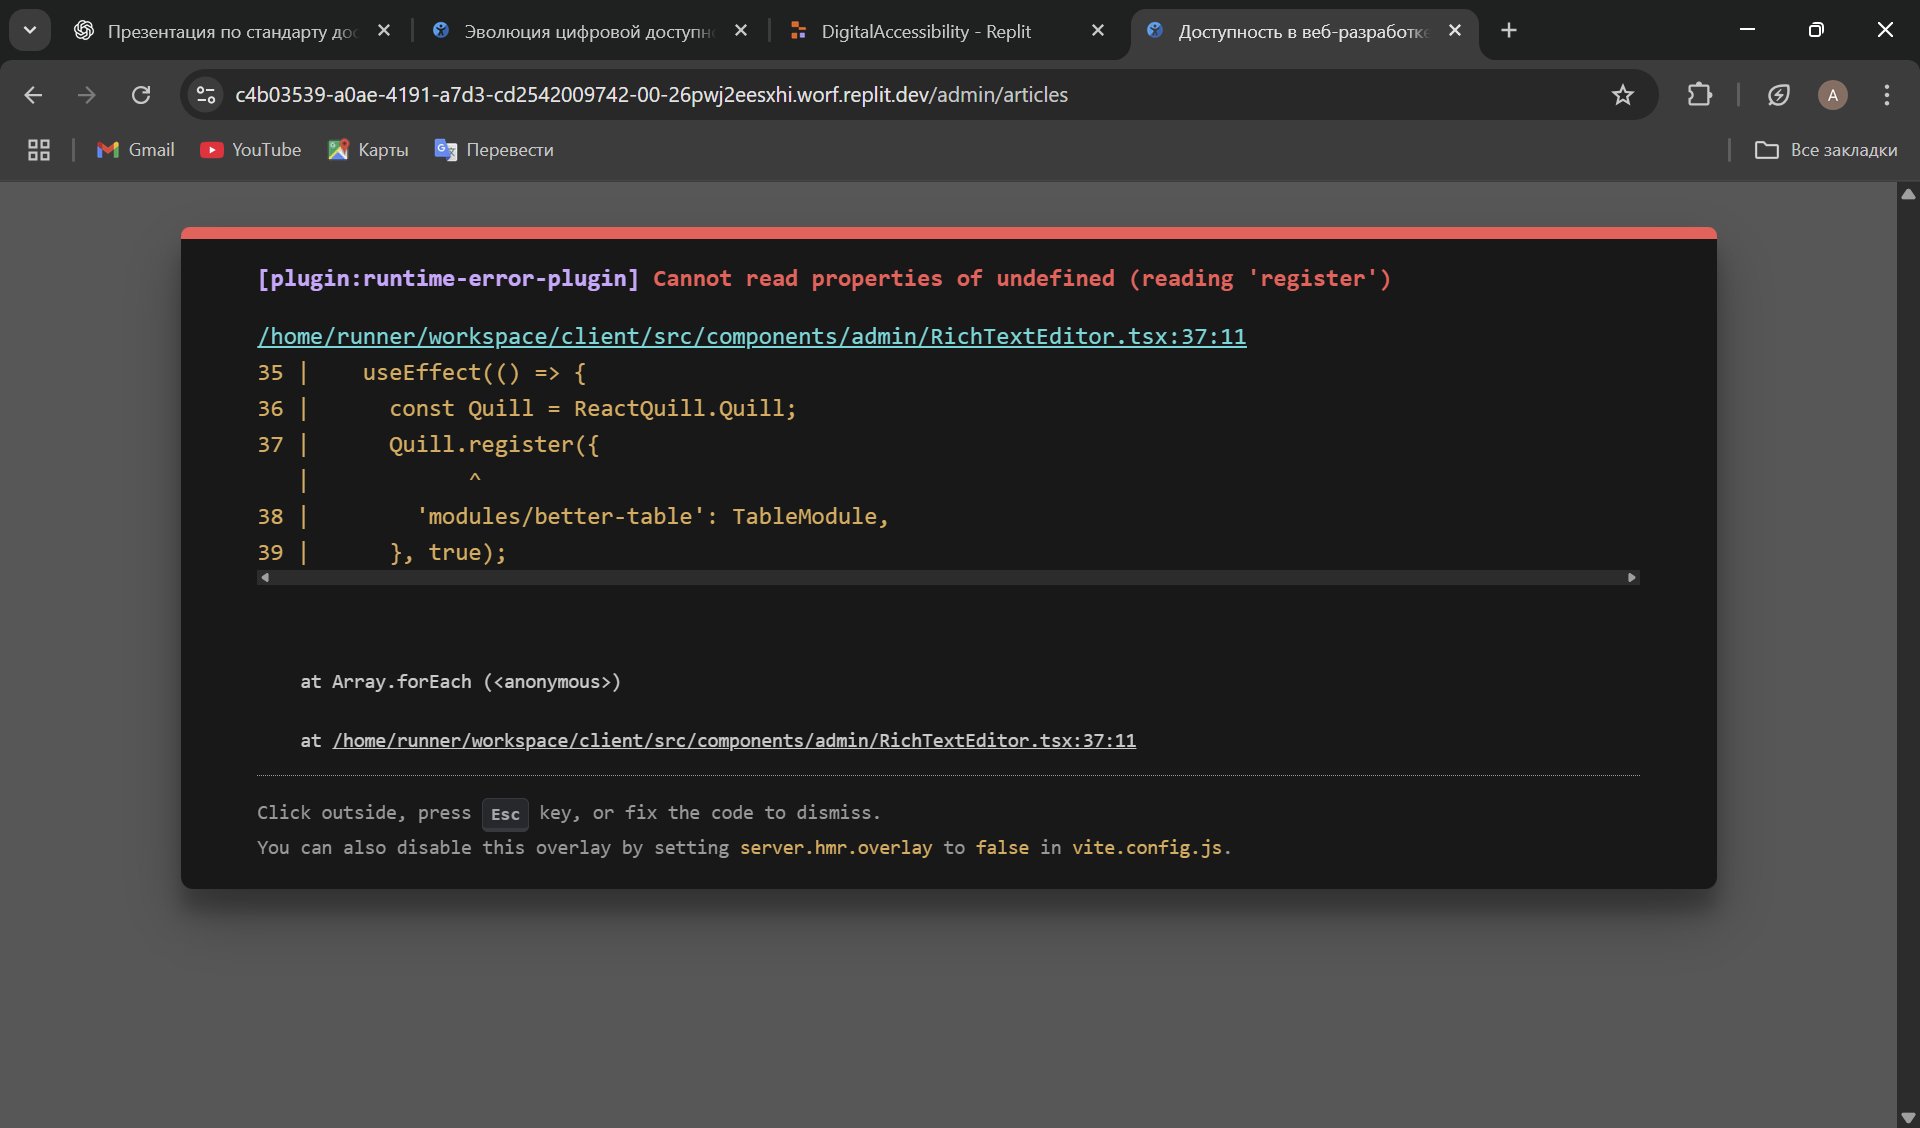 Презентация по стандарту до
Эволюция цифровой доступн
DigitalAccessibility - Replit
Доступность в веб-разработке
c4b03539-a0ae-4191-a7d3-cd2542009742-00-26pwj2eesxhi.worf.replit.dev/admin/articles
A
Gmail
YouTube
Карты
Перевести
Все закладки
[plugin:runtime-error-plugin] Cannot read properties of undefined (reading 'register')
/home/runner/workspace/client/src/components/admin/RichTextEditor.tsx:37:11
35 |    useEffect(() => {
36 |      const Quill = ReactQuill.Quill;
37 |      Quill.register({
   |            ^
38 |        'modules/better-table': TableModule,
39 |      }, true);
at Array.forEach (<anonymous>)
at /home/runner/workspace/client/src/components/admin/RichTextEditor.tsx:37:11
Click outside, press Esc key, or fix the code to dismiss.
You can also disable this overlay by setting server.hmr.overlay to false in vite.config.js.